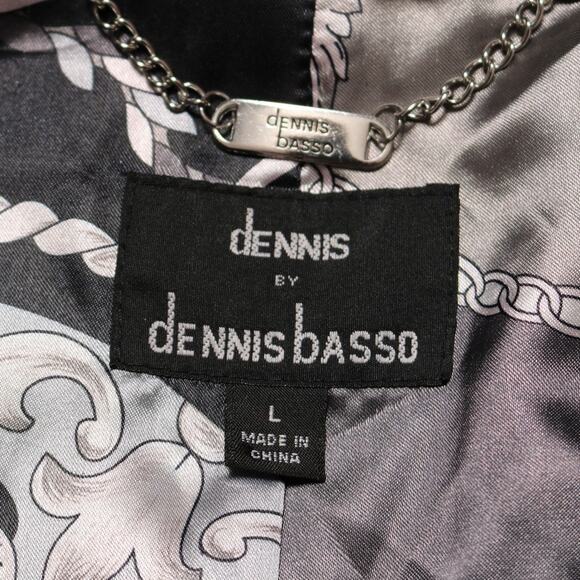 dENNIS
bASSO
dENNIS
BY
dENNIS bASSO
L
MADE IN
CHINA